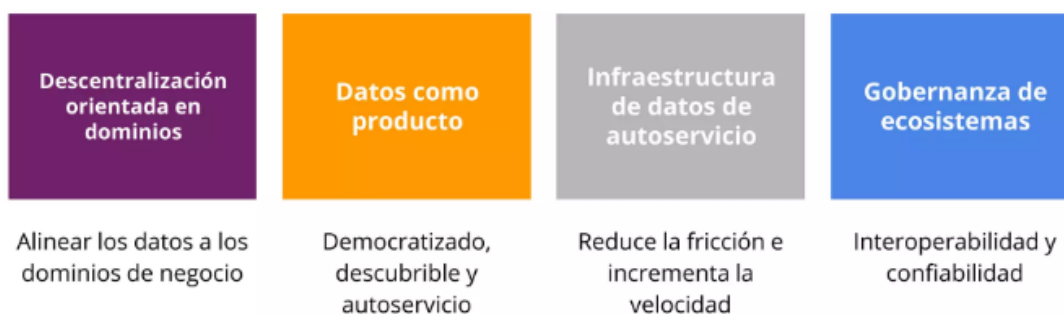 Descentralización
orientada en
dominios
Datos como
producto
Infraestructura
de datos de
autoservicio
Gobernanza de
ecosistemas
Alinear los datos a los
dominios de negocio
Democratizado,
descubrible y
autoservicio
Reduce la fricción e
incrementa la
velocidad
Interoperabilidad y
confiabilidad